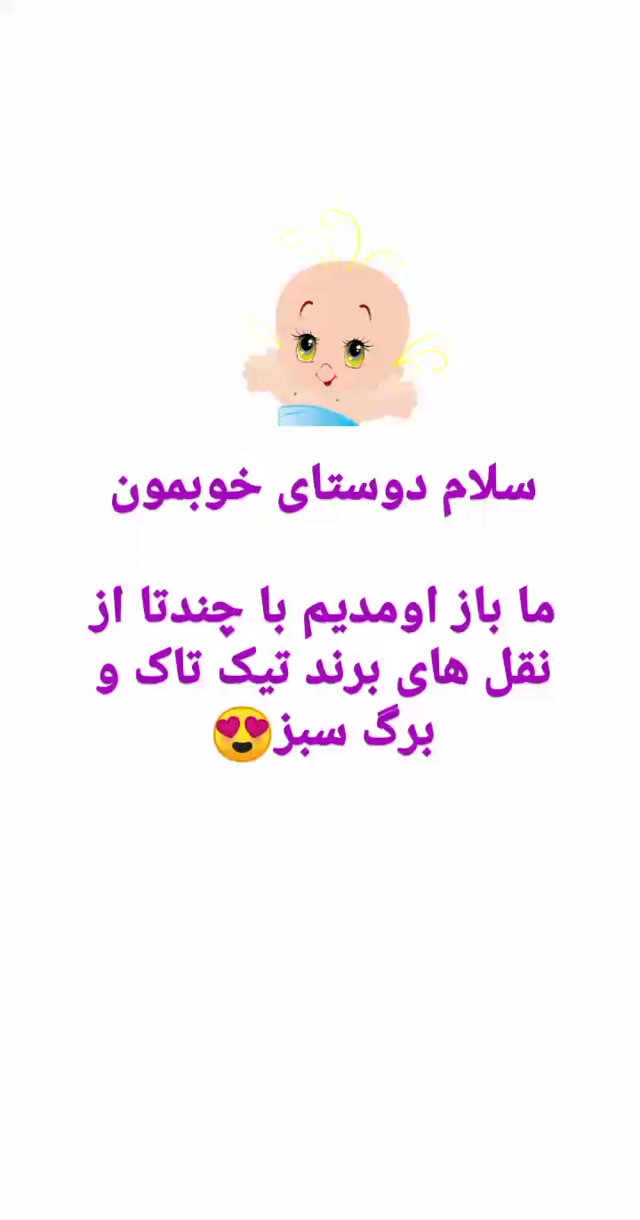 سلام دوستای خوبمون
ما باز اومدیم با چندتا از
نقل های برند تیک تاک و
برگ سبز😍